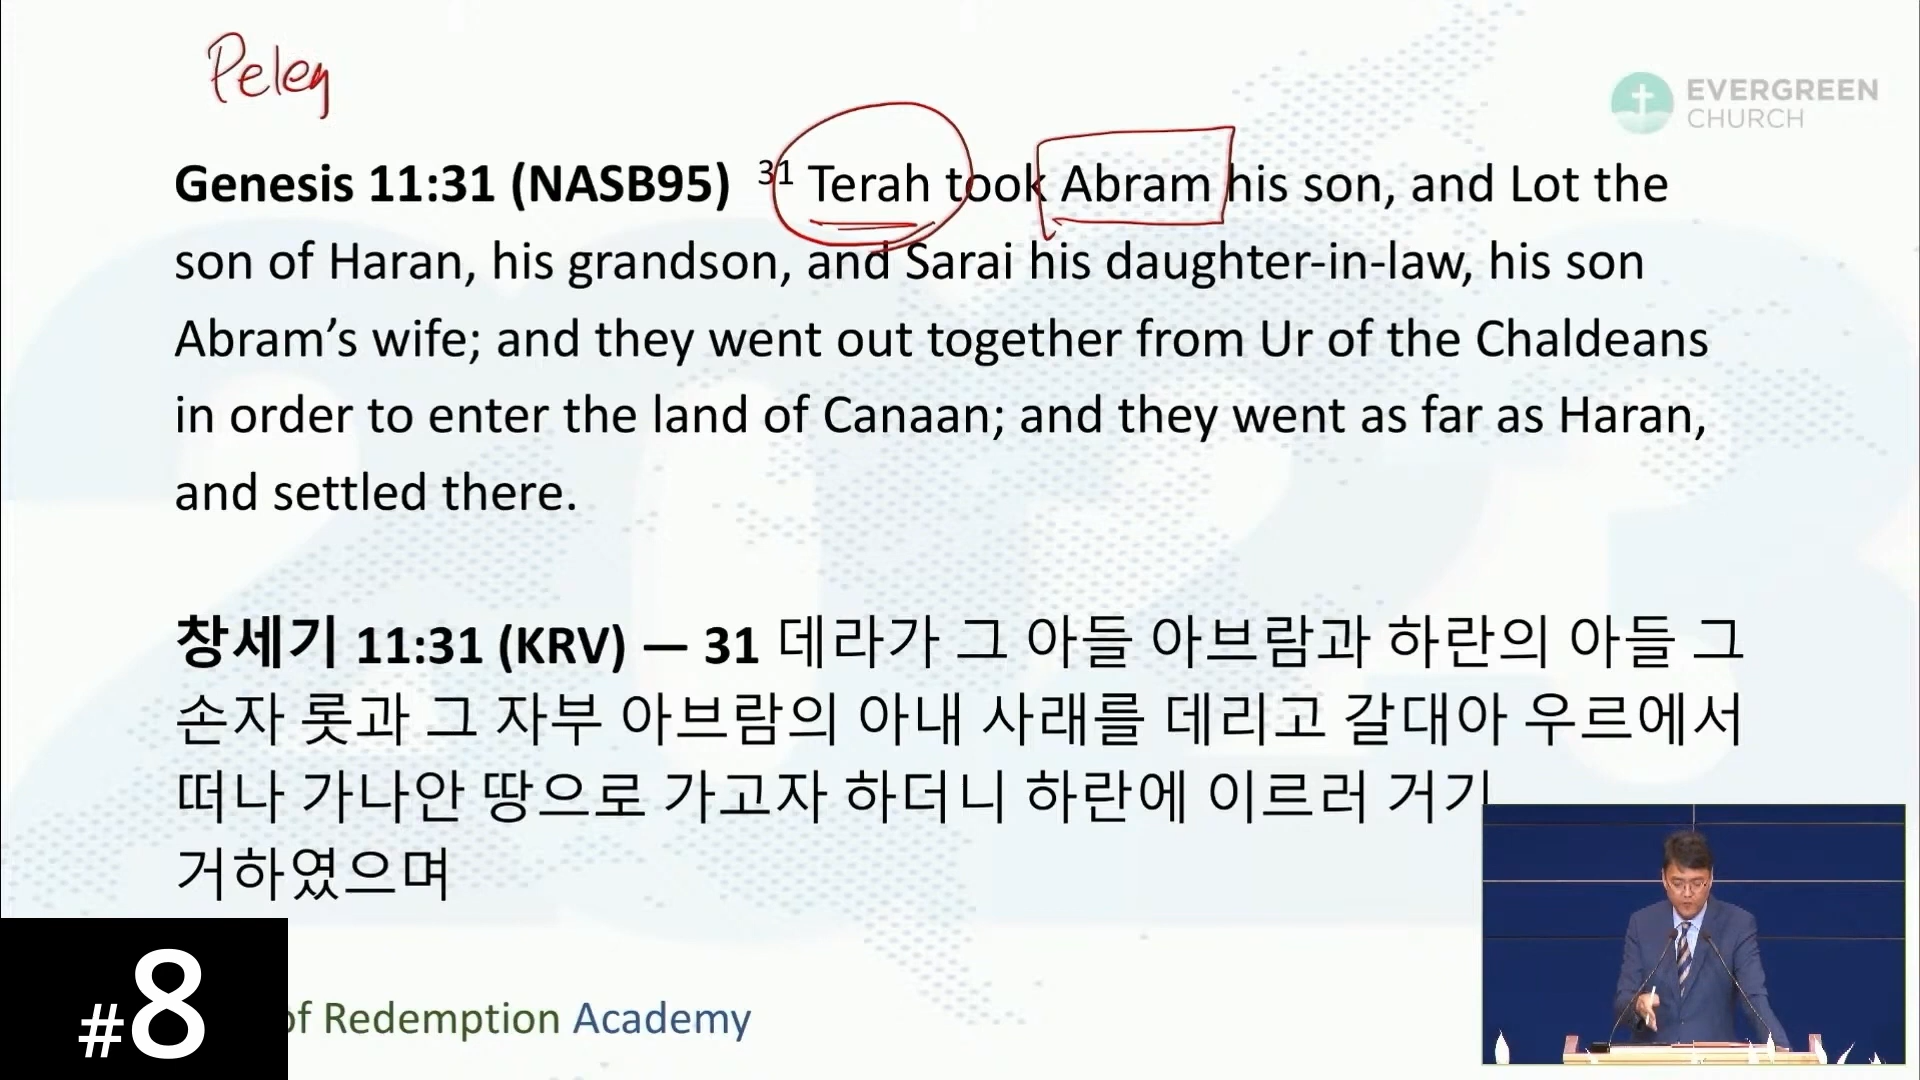 Peleg
EVERGREEN
CHURCH
Genesis 11:31 (NASB95) 31 Terah took Abram his son, and Lot the
son of Haran, his grandson, and Sarai his daughter-in-law, his son
Abram’s wife; and they went out together from Ur of the Chaldeans
in order to enter the land of Canaan; and they went as far as Haran,
and settled there.
창세기 11:31 (KRV) — 31 데라가 그 아들 아브람과 하란의 아들 그
손자 롯과 그 자부 아브람의 아내 사래를 데리고 갈대아 우르에서
떠나 가나안 땅으로 가고자 하더니 하란에 이르러 거기
거하였으며
#8
of Redemption Academy